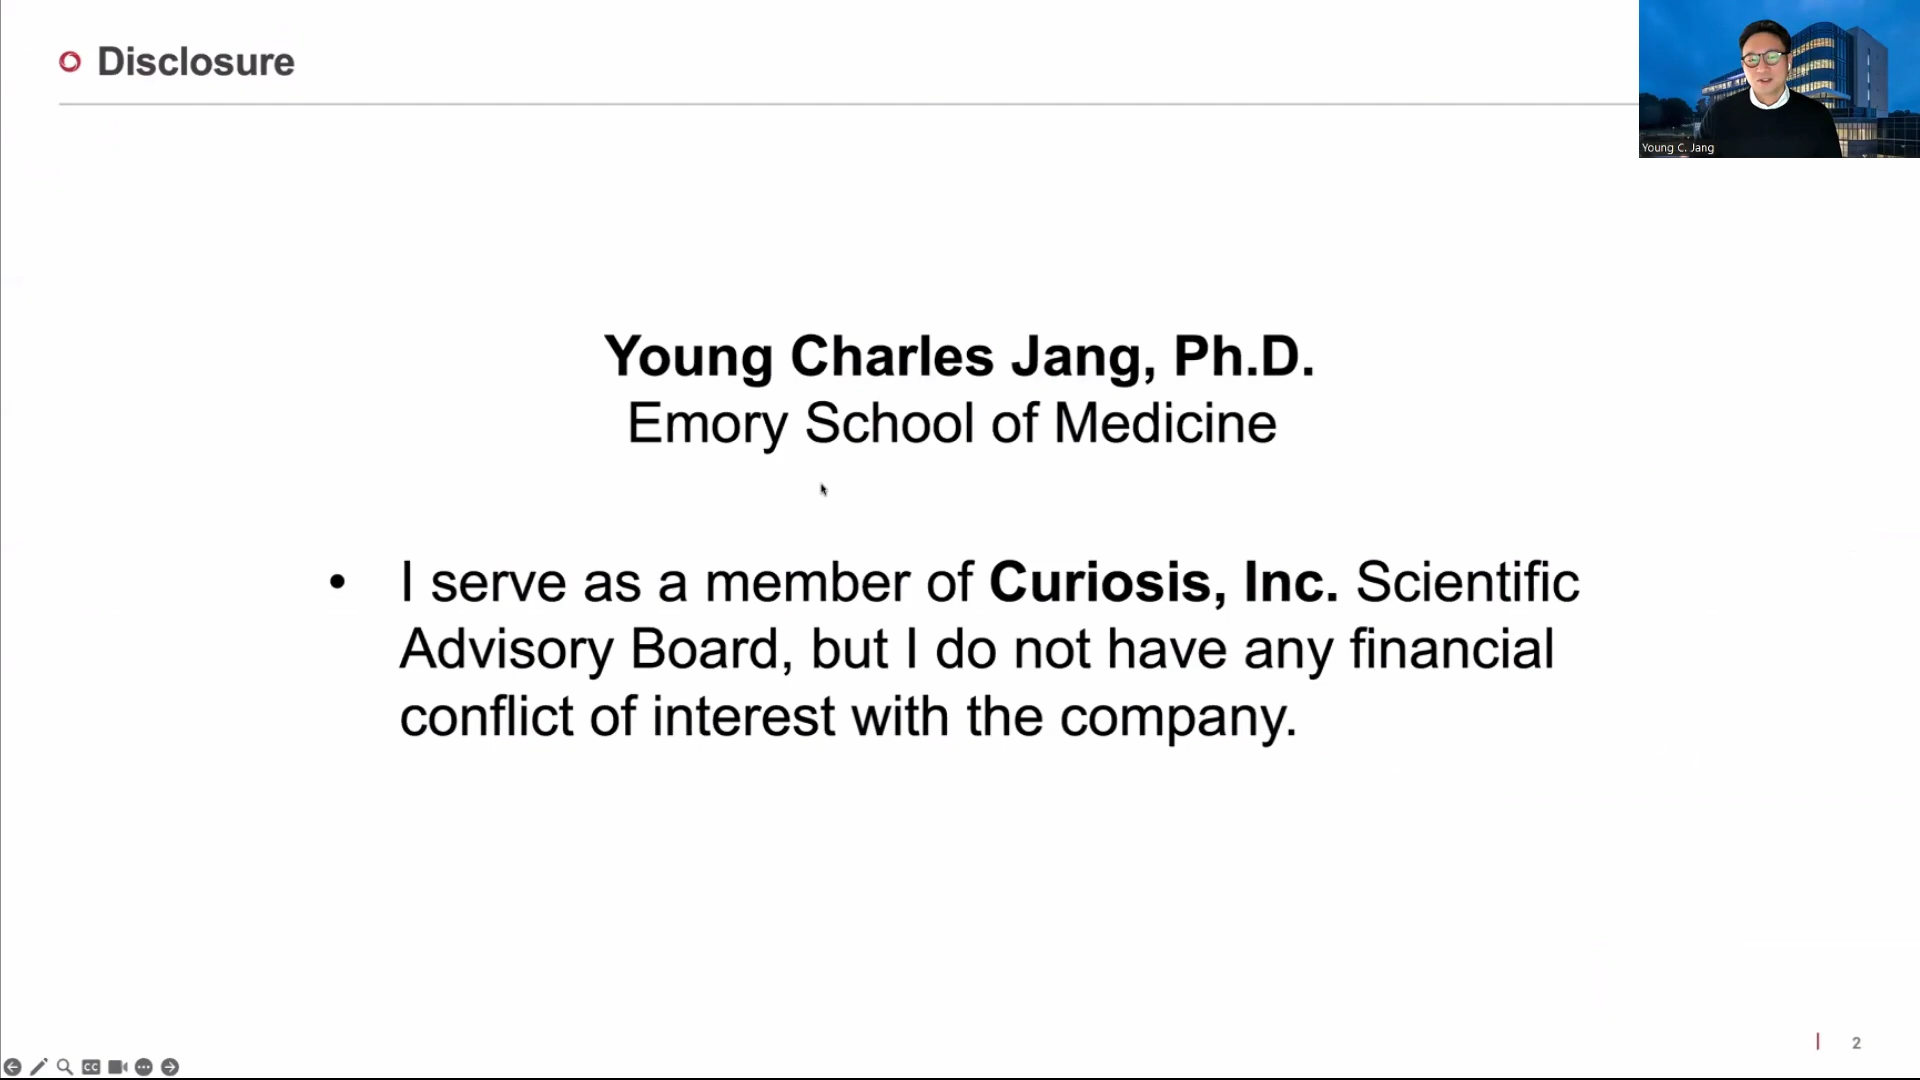 Disclosure
Young C. Jang
Young Charles Jang, Ph.D.
Emory School of Medicine
• I serve as a member of Curiosis, Inc. Scientific
Advisory Board, but I do not have any financial
conflict of interest with the company.
2
CC